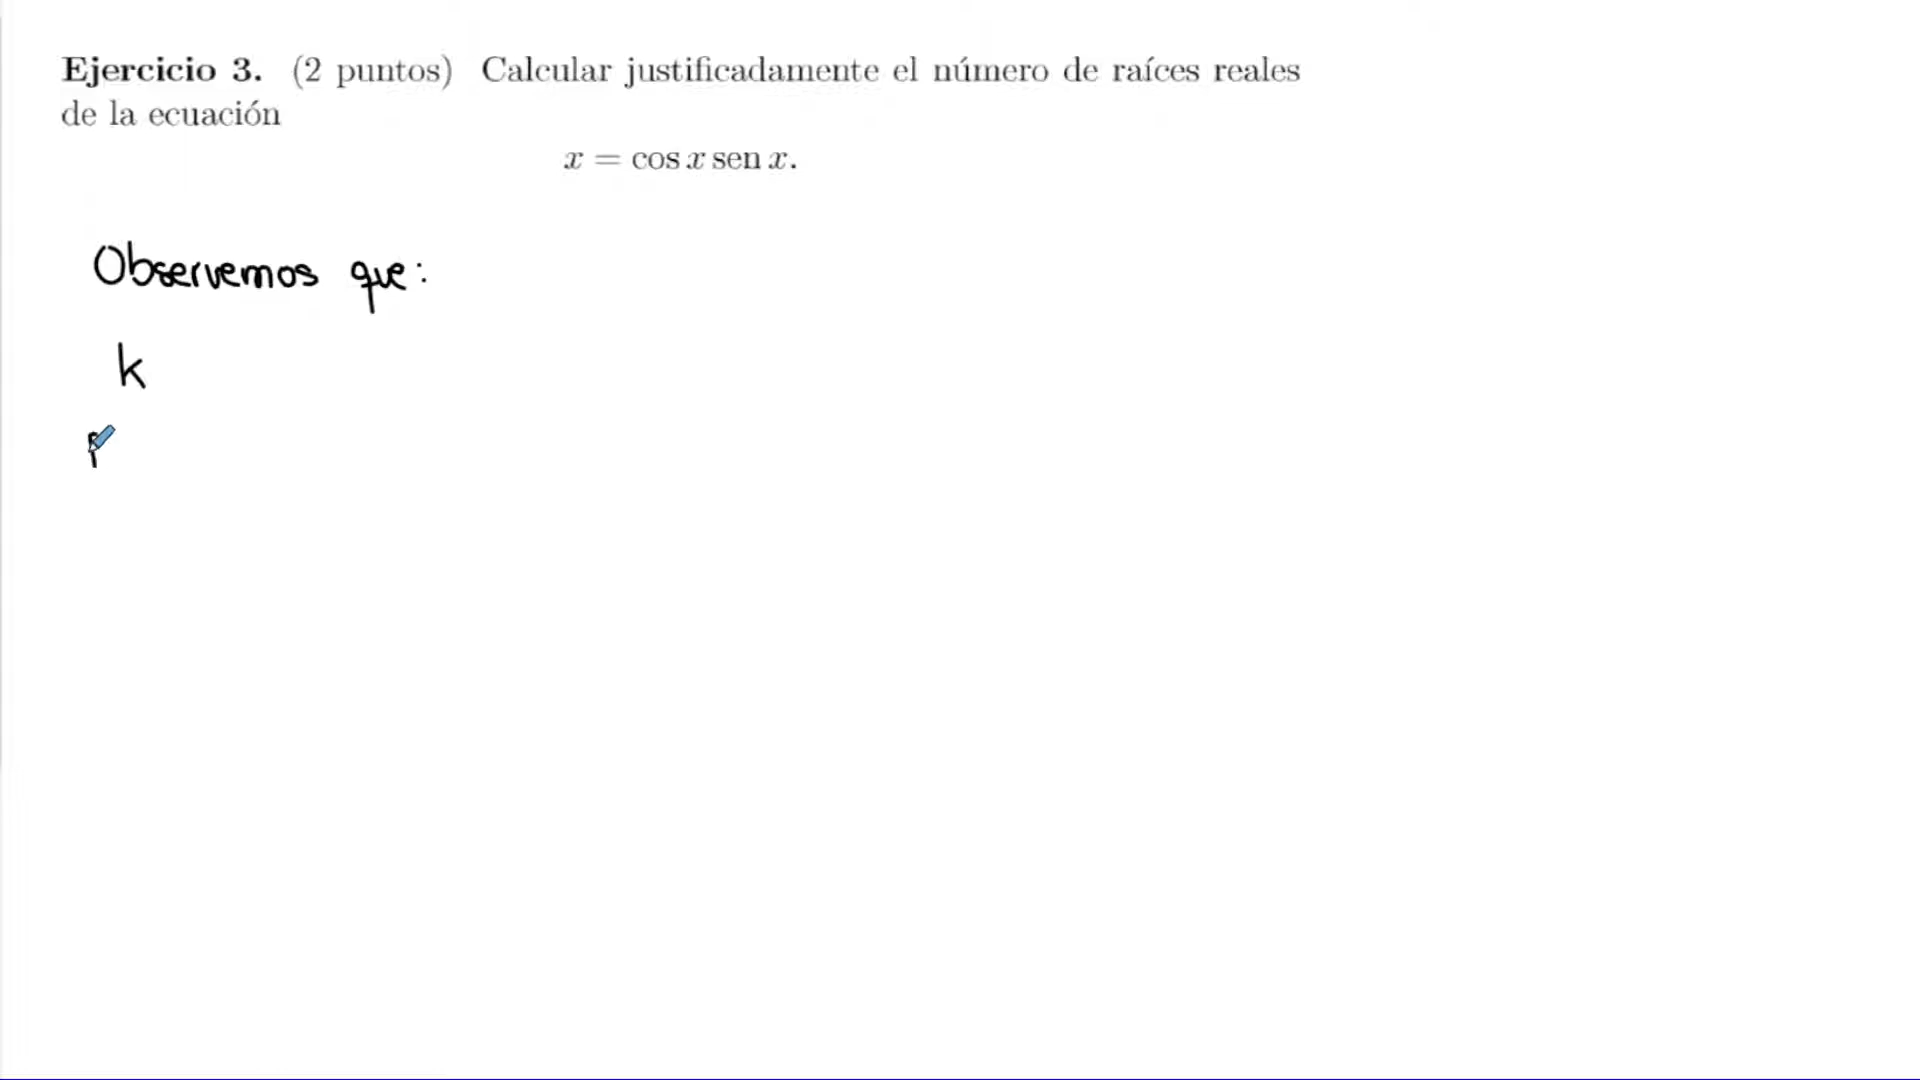 Ejercicio 3. (2 puntos) Calcular justificadamente el número de raíces reales
de la ecuación
x = cos x sen x.
Observemos que:
k